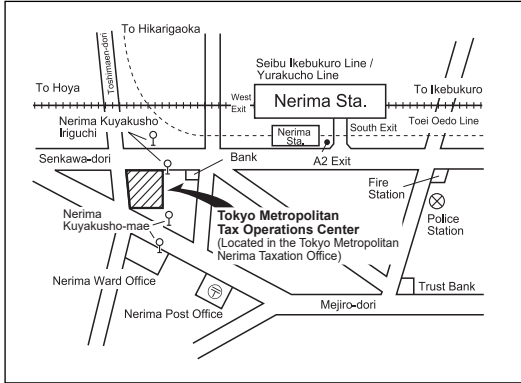 To Hikarigaoka
Toshimaen-dori
Seibu Ikebukuro Line /
Yurakucho Line
To Hoya
West
Exit
Nerima Sta.
To Ikebukuro
Nerima Kuyakusho
Iriguchi
Nerima
Sta.
South Exit
Toei Oedo Line
Senkawa-dori
Bank
A2 Exit
Fire
Station
Police
Station
Nerima
Kuyakusho-mae
Tokyo Metropolitan
Tax Operations Center
(Located in the Tokyo Metropolitan
Nerima Taxation Office)
Nerima Ward Office
Nerima Post Office
〒
Mejiro-dori
Trust Bank